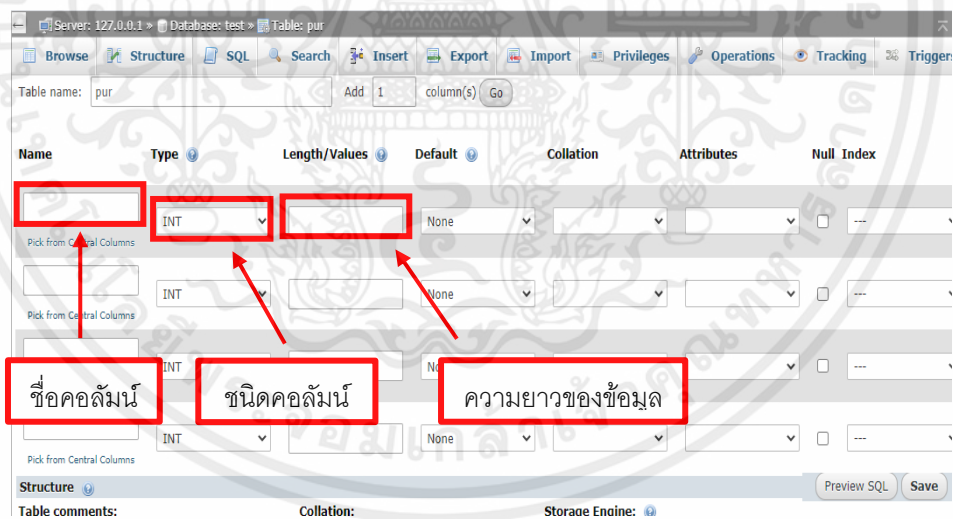 Server: 127.0.0.1 » Database: test » Table: pur
Browse Structure SQL Search Insert Export Import Privileges Operations Tracking Triggers
Table name: pur Add 1 column(s) Go
Name Type Length/Values Default Collation Attributes Null Index
INT None ---
Pick from Central Columns
INT None ---
Pick from Central Columns
INT ---
ชื่อคอลัมน์ ชนิดคอลัมน์ ความยาวของข้อมูล
INT None ---
Pick from Central Columns
Structure Preview SQL Save
Table comments: Collation: Storage Engine: